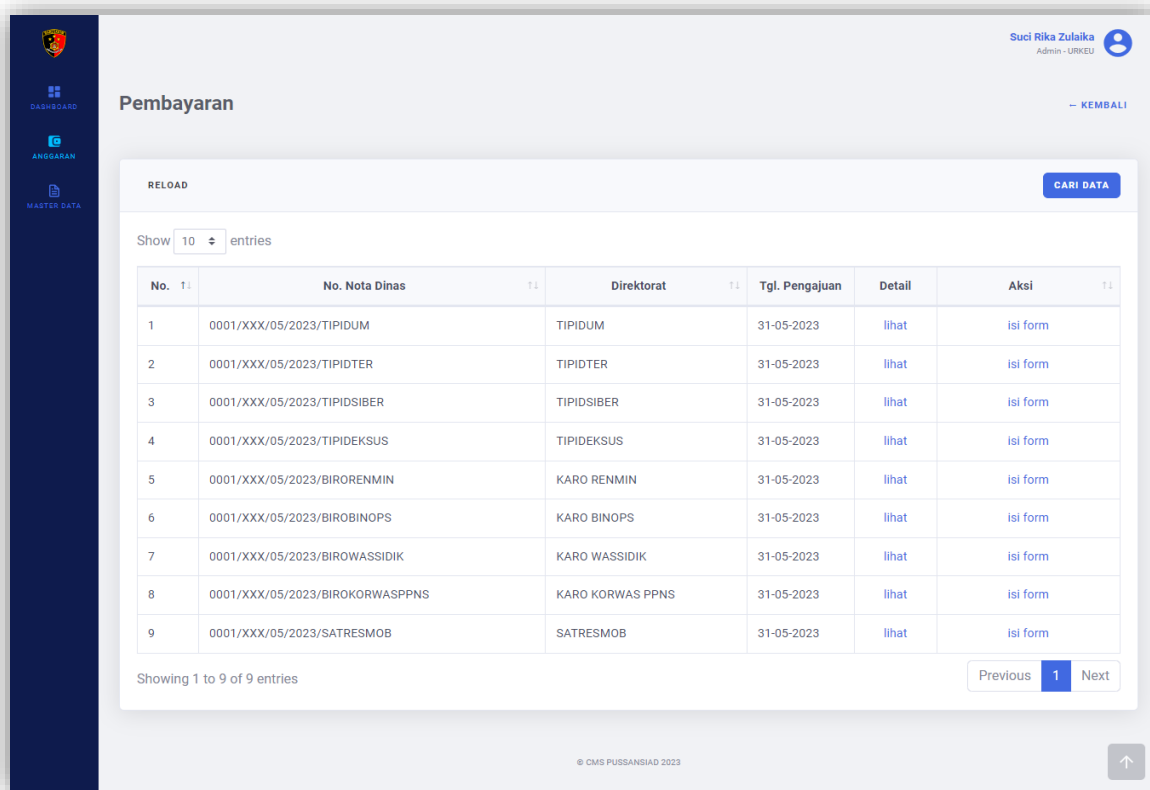 Suci Rika Zulaika
Admin - URKEU
DASHBOARD
ANGGARAN
MASTER DATA
Pembayaran
← KEMBALI
RELOAD
CARI DATA
Show 10 entries
No. No. Nota Dinas Direktorat Tgl. Pengajuan Detail Aksi
1 0001/XXX/05/2023/TIPIDUM TIPIDUM 31-05-2023 lihat isi form
2 0001/XXX/05/2023/TIPIDTER TIPIDTER 31-05-2023 lihat isi form
3 0001/XXX/05/2023/TIPIDSIBER TIPIDSIBER 31-05-2023 lihat isi form
4 0001/XXX/05/2023/TIPIDEKSUS TIPIDEKSUS 31-05-2023 lihat isi form
5 0001/XXX/05/2023/BIRORENMIN KARO RENMIN 31-05-2023 lihat isi form
6 0001/XXX/05/2023/BIROBINOPS KARO BINOPS 31-05-2023 lihat isi form
7 0001/XXX/05/2023/BIROWASSIDIK KARO WASSIDIK 31-05-2023 lihat isi form
8 0001/XXX/05/2023/BIROKORWASPPNS KARO KORWAS PPNS 31-05-2023 lihat isi form
9 0001/XXX/05/2023/SATRESMOB SATRESMOB 31-05-2023 lihat isi form
Showing 1 to 9 of 9 entries
Previous 1 Next
© CMS PUSSANSIAD 2023